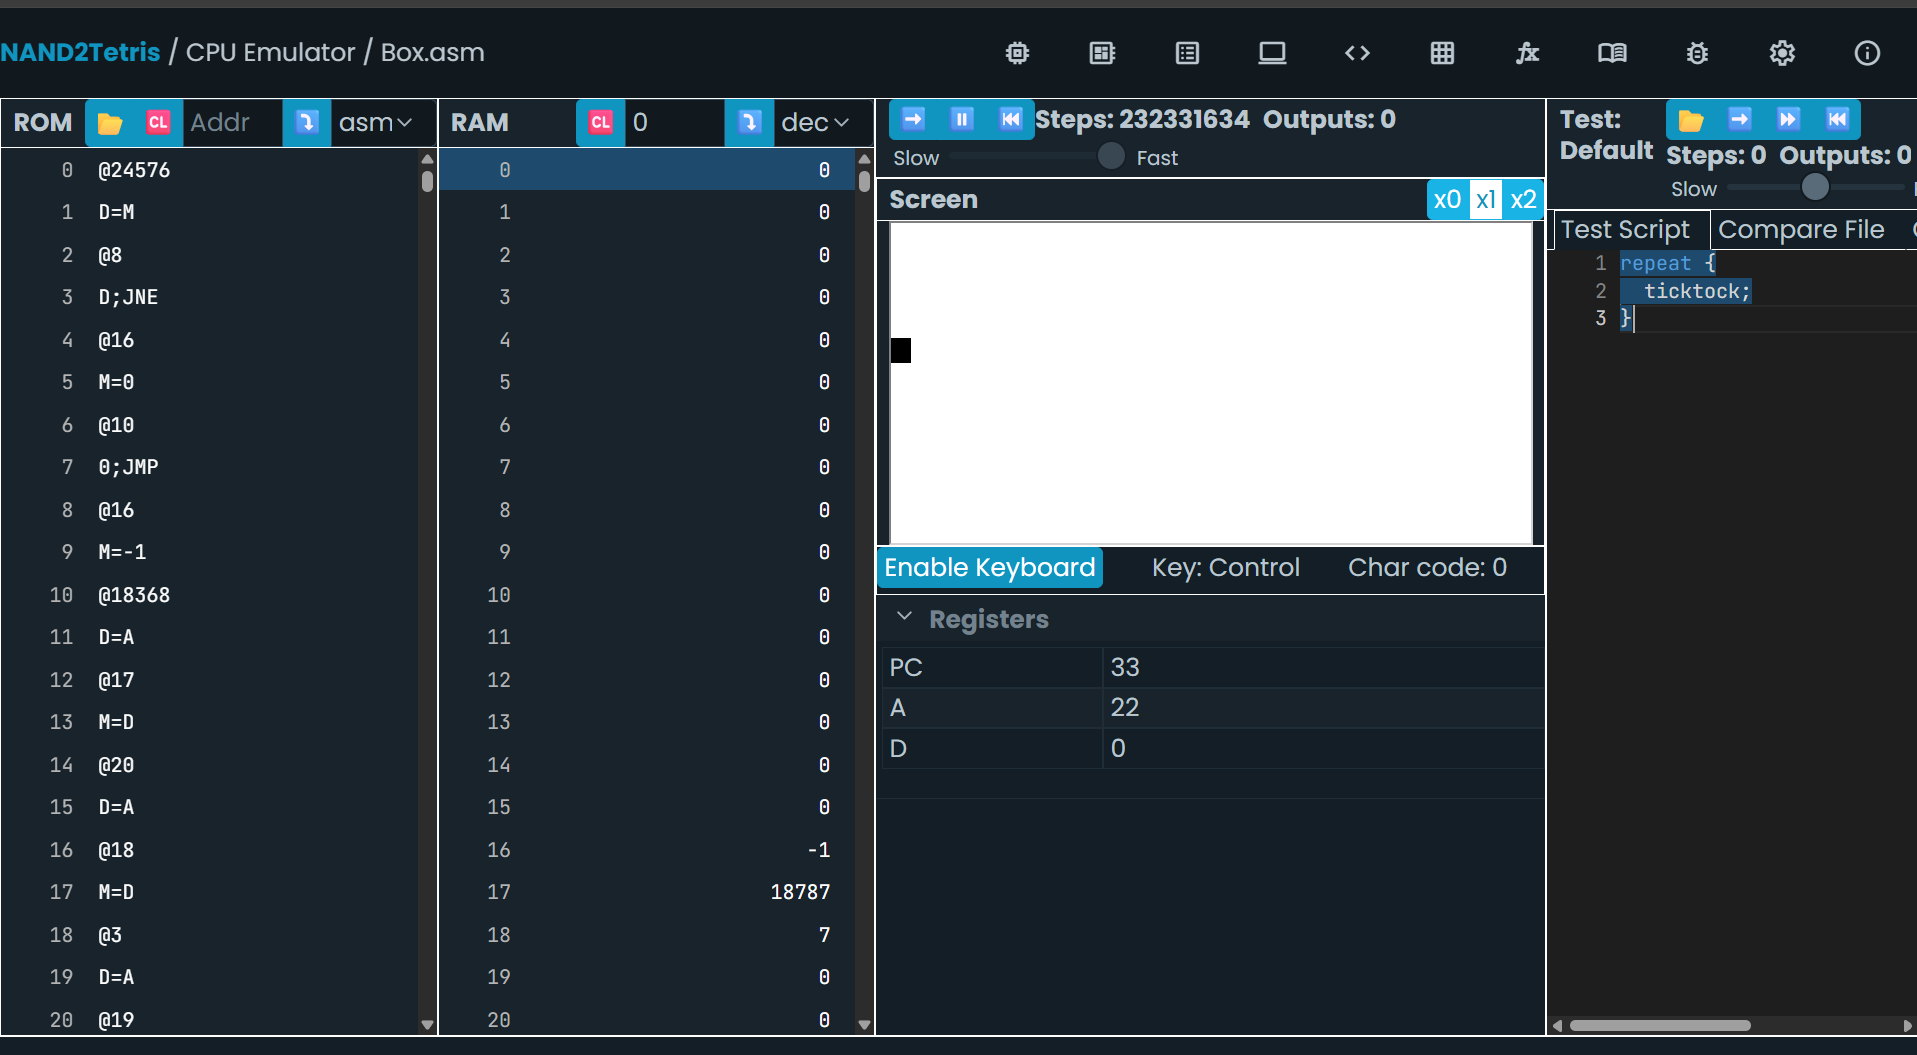 NAND2Tetris / CPU Emulator / Box.asm
ROM CL Addr asm
0 @24576
1 D=M
2 @8
3 D;JNE
4 @16
5 M=0
6 @10
7 0;JMP
8 @16
9 M=-1
10 @18368
11 D=A
12 @17
13 M=D
14 @20
15 D=A
16 @18
17 M=D
18 @3
19 D=A
20 @19
RAM CL 0 dec
0 0
1 0
2 0
3 0
4 0
5 0
6 0
7 0
8 0
9 0
10 0
11 0
12 0
13 0
14 0
15 0
16 -1
17 18787
18 7
19 0
20 0
Steps: 232331634 Outputs: 0
Slow Fast
Screen x0 x1 x2
Enable Keyboard Key: Control Char code: 0
Registers
PC 33
A 22
D 0
Test:
Default
Steps: 0 Outputs: 0
Slow
Test Script Compare File
1 repeat {
2 ticktock;
3 }